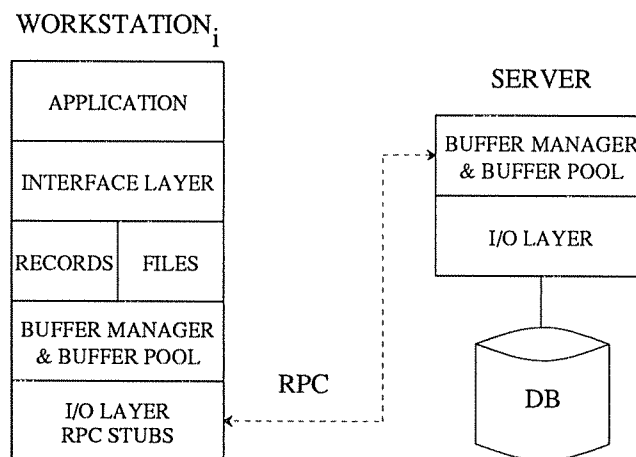 WORKSTATION i
APPLICATION
INTERFACE LAYER
RECORDS
FILES
BUFFER MANAGER
& BUFFER POOL
I/O LAYER
RPC STUBS
RPC
SERVER
BUFFER MANAGER
& BUFFER POOL
I/O LAYER
DB